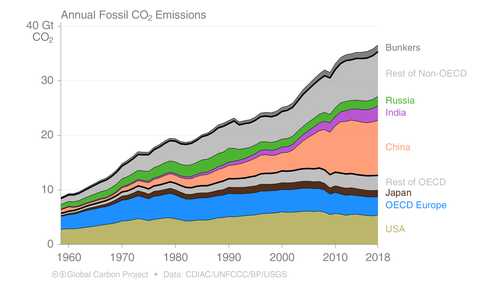 Annual Fossil CO₂ Emissions
40 Gt
CO₂
30
20
10
0
1960 1970 1980 1990 2000 2010 2018
Bunkers
Rest of Non-OECD
Russia
India
China
Rest of OECD
Japan
OECD Europe
USA
Global Carbon Project • Data: CDIAC/UNFCCC/BP/USGS